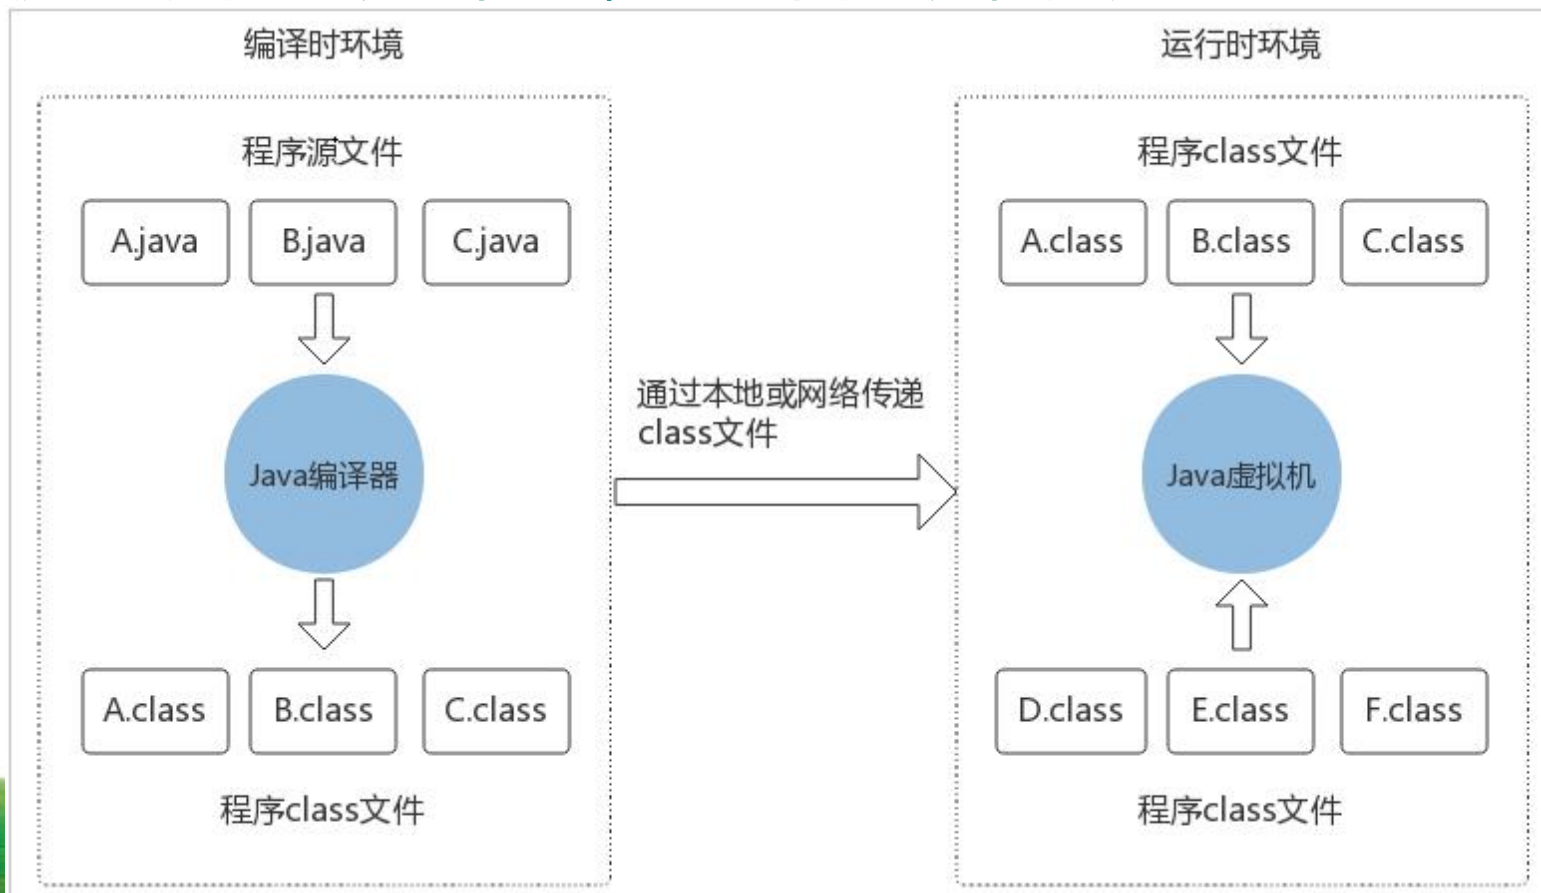 编译时环境
程序源文件
A.java
B.java
C.java
Java编译器
A.class
B.class
C.class
程序class文件
通过本地或网络传递
class文件
运行时环境
程序class文件
A.class
B.class
C.class
Java虚拟机
D.class
E.class
F.class
程序class文件